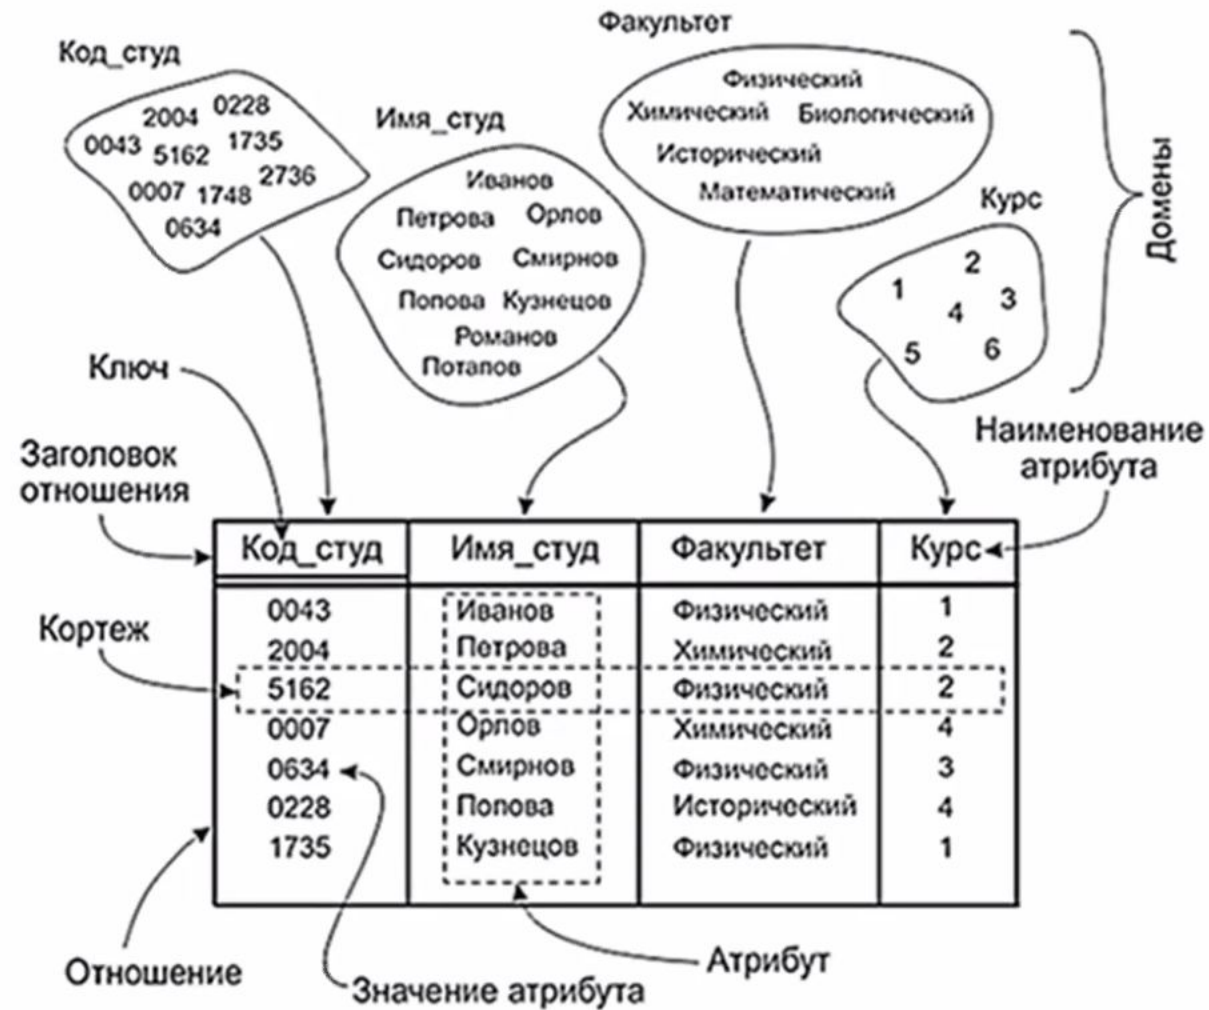 Факультет
Код_студ
Физический
2004 0228
Химический Биологический
0043 5162 1735
Имя_студ
Исторический
0007 1748 2736
Математический
0634
Иванов
Петрова Орлов
Сидоров Смирнов
Попова Кузнецов
Романов
Потапов
Курс
2
1 4 3
5 6
Домены
Ключ
Наименование
атрибута
Заголовок
отношения
Код_студ Имя_студ Факультет Курс
0043 Иванов Физический 1
Кортеж
2004 Петрова Химический 2
5162 Сидоров Физический 2
0007 Орлов Химический 4
0634 Смирнов Физический 3
0228 Попова Исторический 4
1735 Кузнецов Физический 1
Отношение
Значение атрибута
Атрибут